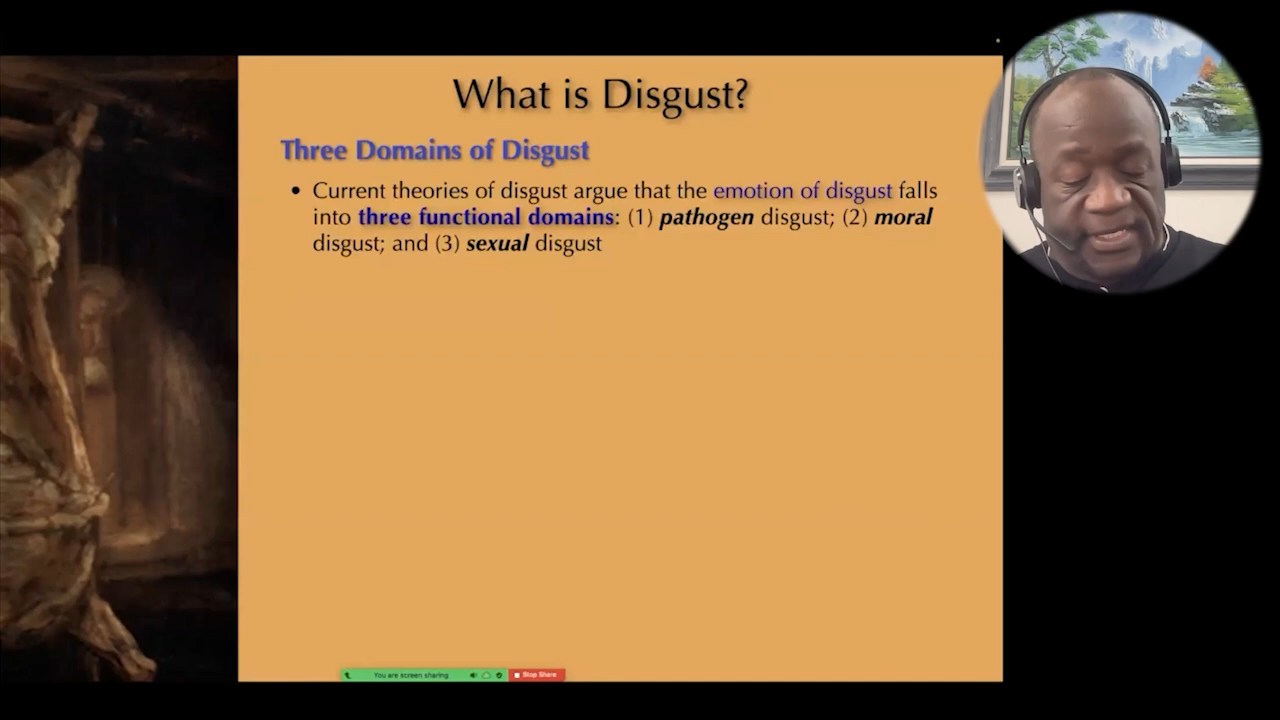 What is Disgust?
Three Domains of Disgust
• Current theories of disgust argue that the emotion of disgust falls
into three functional domains: (1) pathogen disgust; (2) moral
disgust; and (3) sexual disgust
You are screen sharing
Stop Share